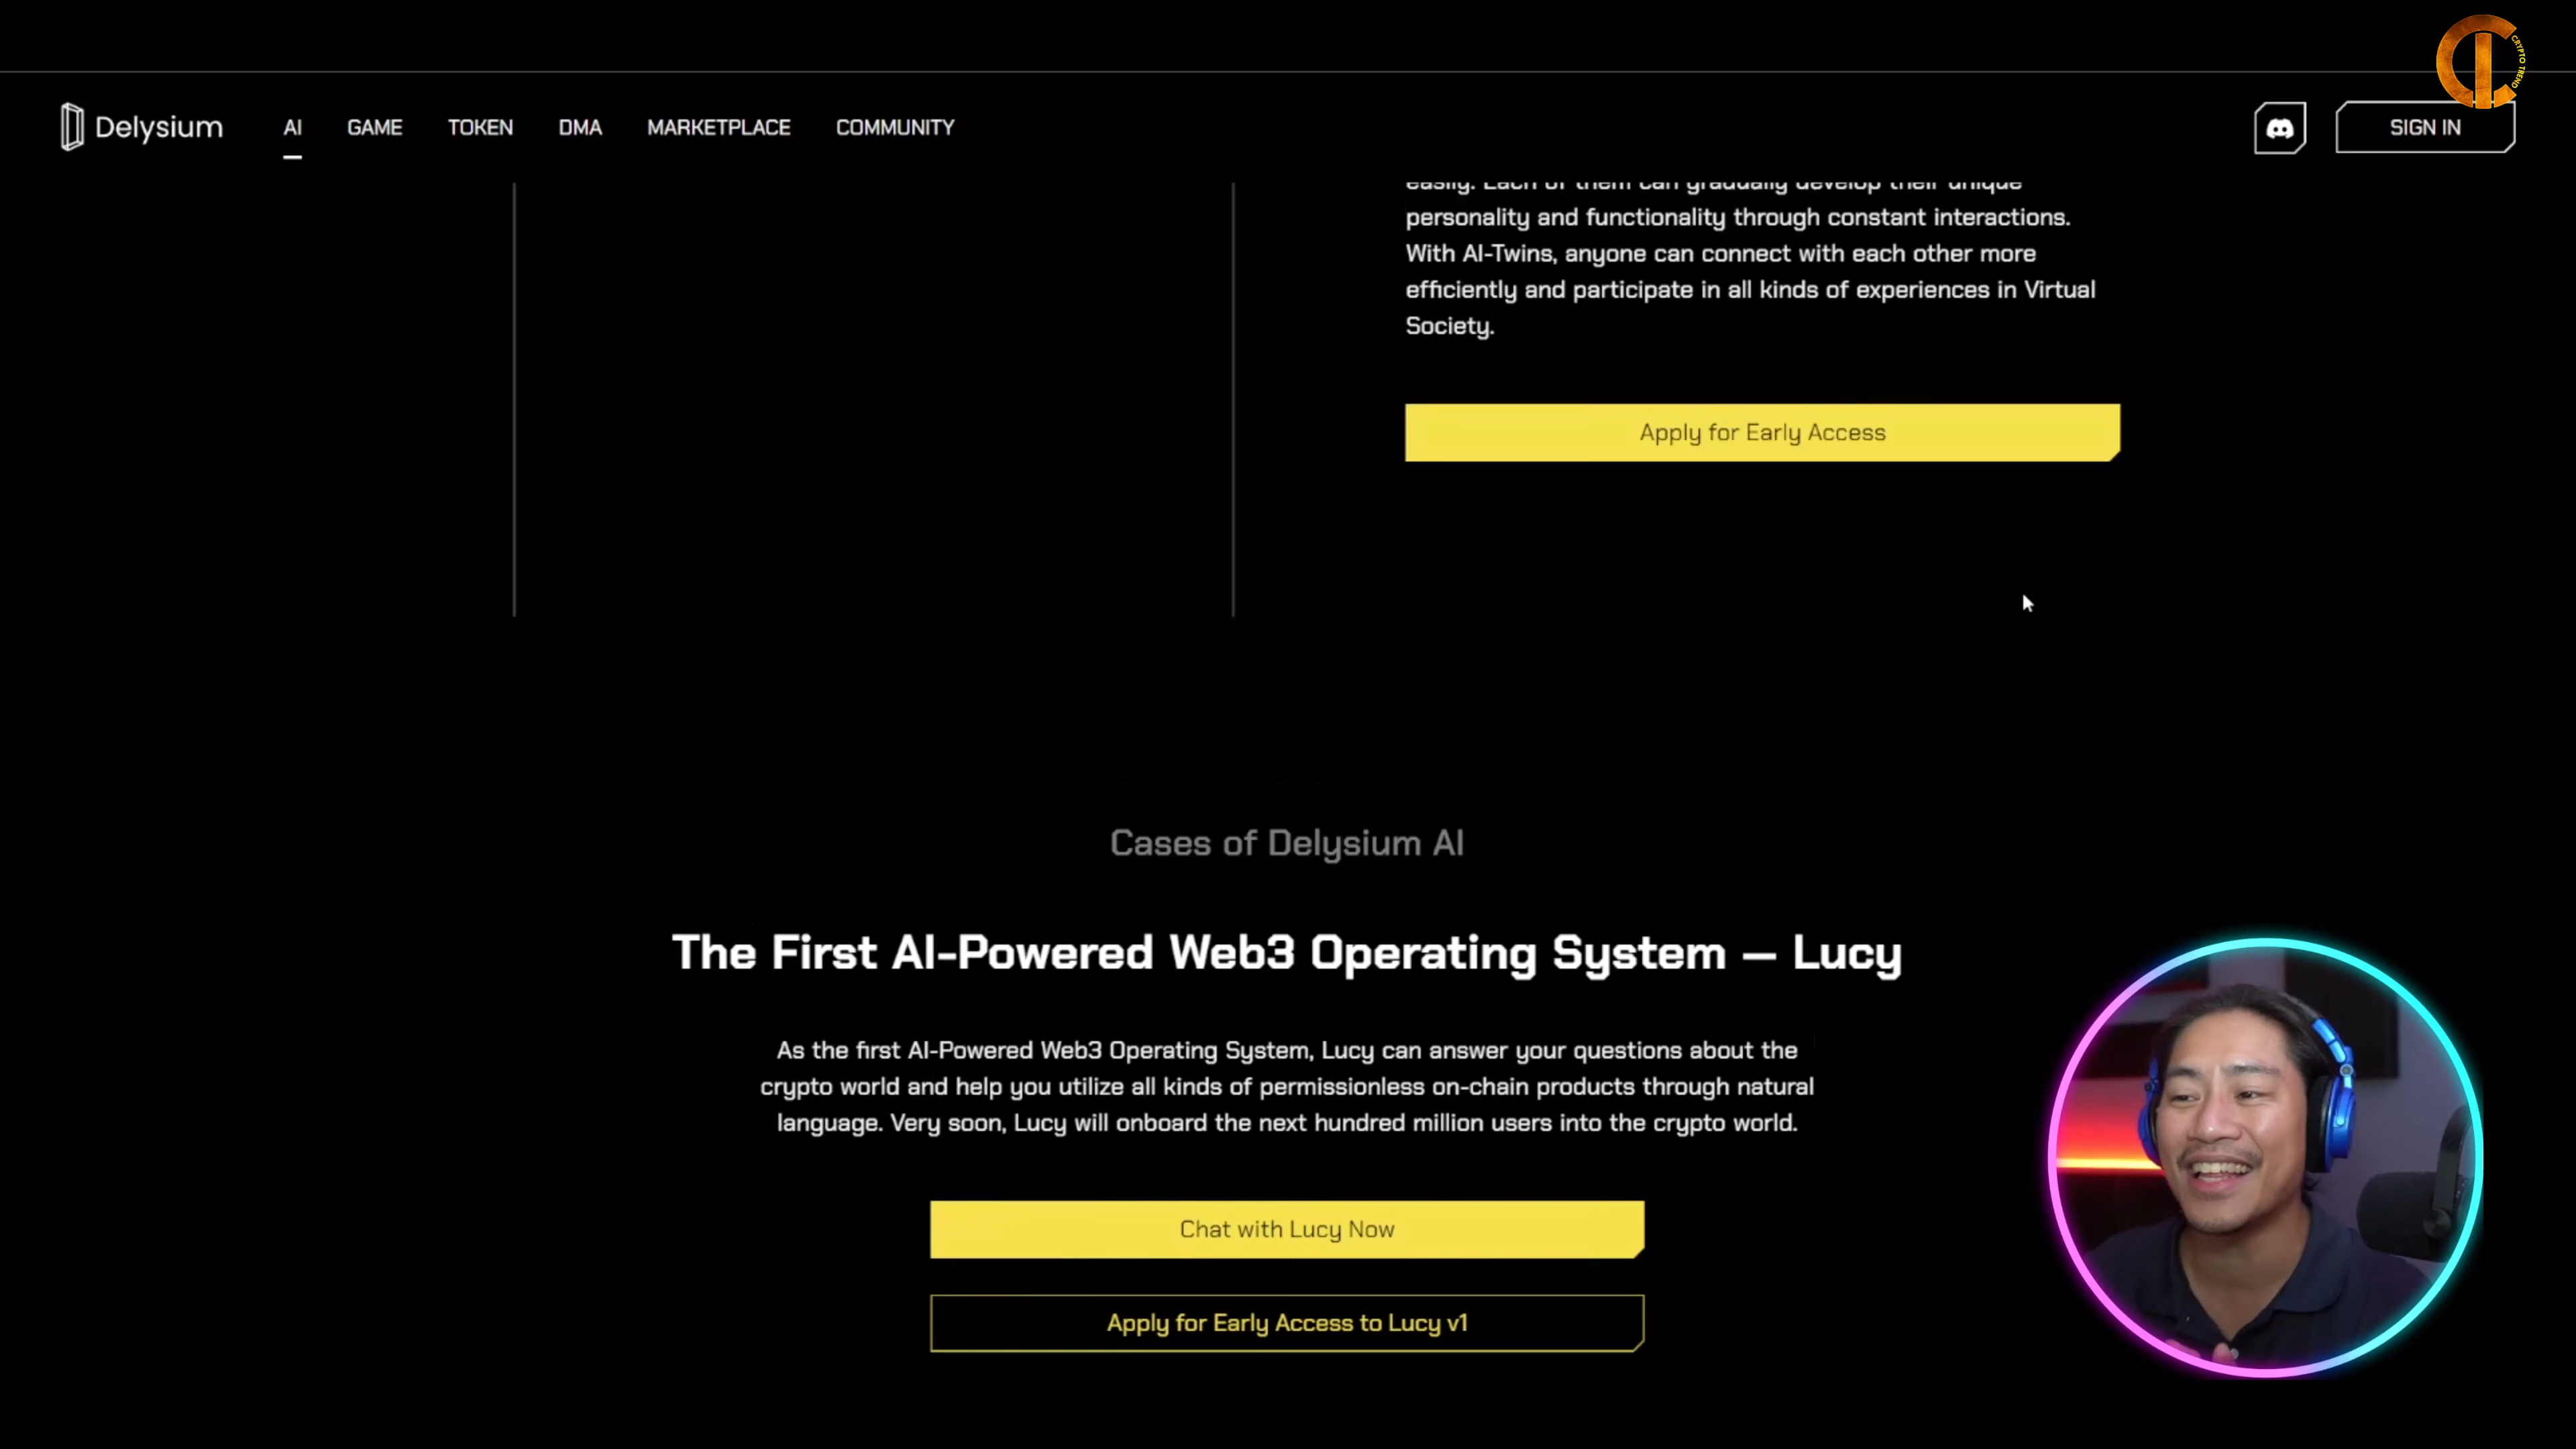 CRYPTO TREND
Delysium AI GAME TOKEN DMA MARKETPLACE COMMUNITY SIGN IN
easily. Each of them can gradually develop their unique
personality and functionality through constant interactions.
With AI-Twins, anyone can connect with each other more
efficiently and participate in all kinds of experiences in Virtual
Society.
Apply for Early Access
Cases of Delysium AI
The First AI-Powered Web3 Operating System — Lucy
As the first AI-Powered Web3 Operating System, Lucy can answer your questions about the
crypto world and help you utilize all kinds of permissionless on-chain products through natural
language. Very soon, Lucy will onboard the next hundred million users into the crypto world.
Chat with Lucy Now
Apply for Early Access to Lucy v1